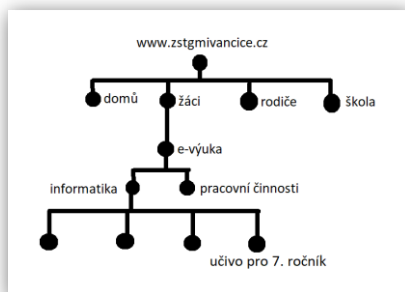 www.zstgmivancice.cz
domů žáci rodiče škola
e-výuka
informatika pracovní činnosti
učivo pro 7. ročník